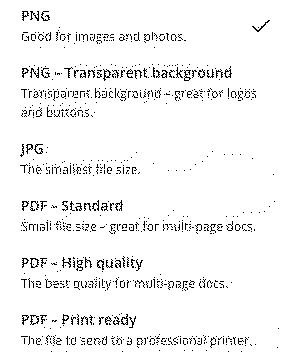 PNG
Good for images and photos.
PNG - Transparent background
Transparent background - great for logos
and buttons.
JPG
The smallest file size.
PDF - Standard
Small file size - great for multi-page docs.
PDF - High quality
The best quality for multi-page docs.
PDF - Print ready
The file to send to a professional printer.